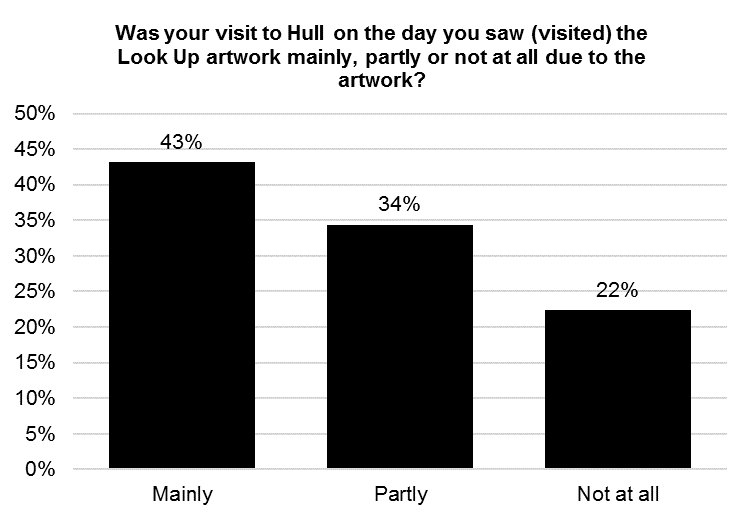 Was your visit to Hull on the day you saw (visited) the
Look Up artwork mainly, partly or not at all due to the
artwork?
50%
45%
40%
35%
30%
25%
20%
15%
10%
5%
0%
43%
34%
22%
Mainly
Partly
Not at all